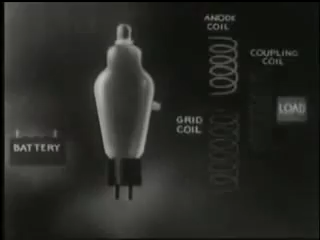 ANODE
COIL
COUPLING
COIL
GRID
COIL
LOAD
BATTERY